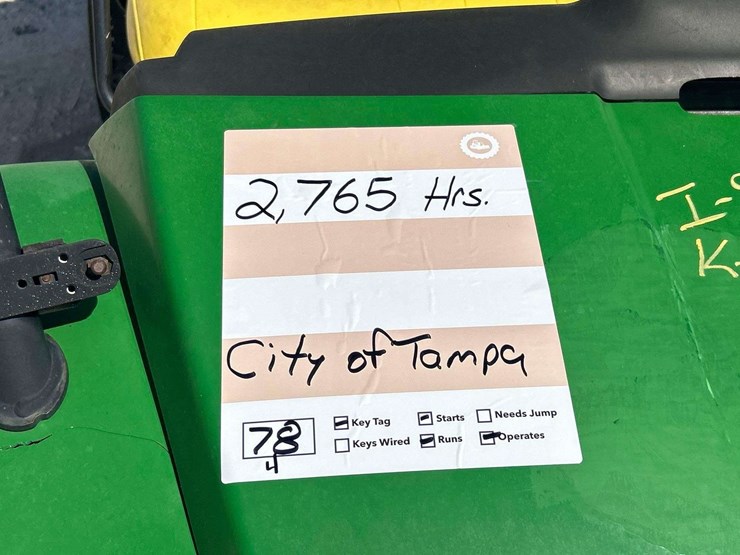 2,765 Hrs.
City of Tampa
78
4
Key Tag
Starts
Needs Jump
Keys Wired
Runs
Operates
I-
K-